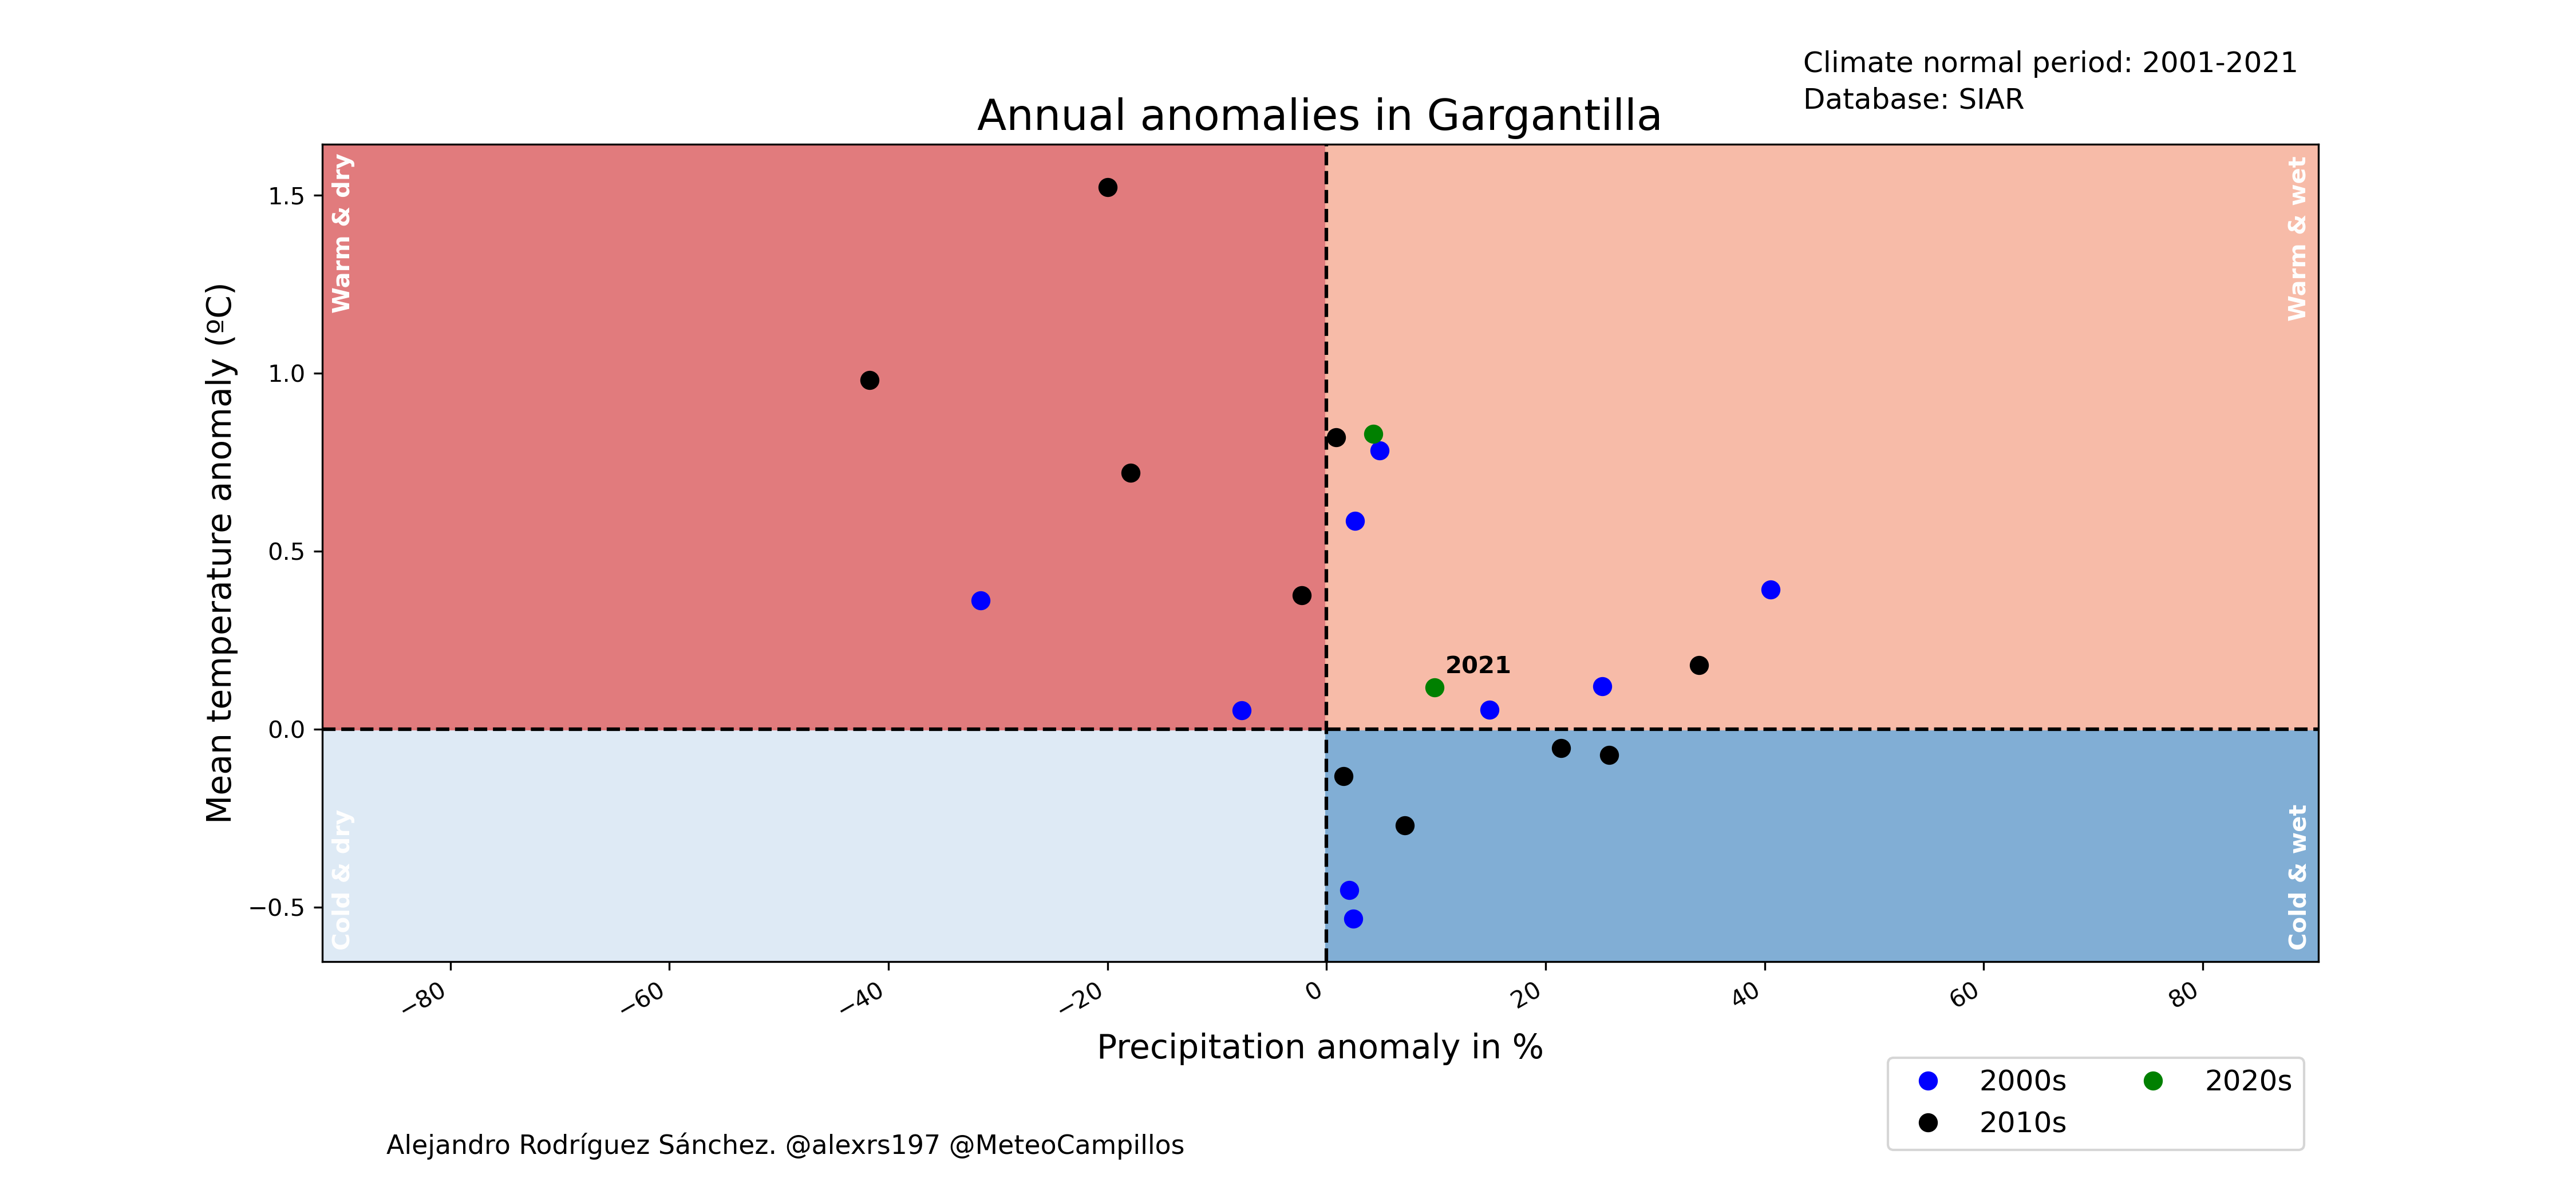 Climate normal period: 2001-2021
Database: SIAR
Annual anomalies in Gargantilla
Warm & dry
Warm & wet
Mean temperature anomaly (ºC)
1.5
1.0
0.5
0.0
−0.5
2021
Cold & dry
Cold & wet
−80
−60
−40
−20
0
20
40
60
80
Precipitation anomaly in %
2000s
2010s
2020s
Alejandro Rodríguez Sánchez. @alexrs197 @MeteoCampillos